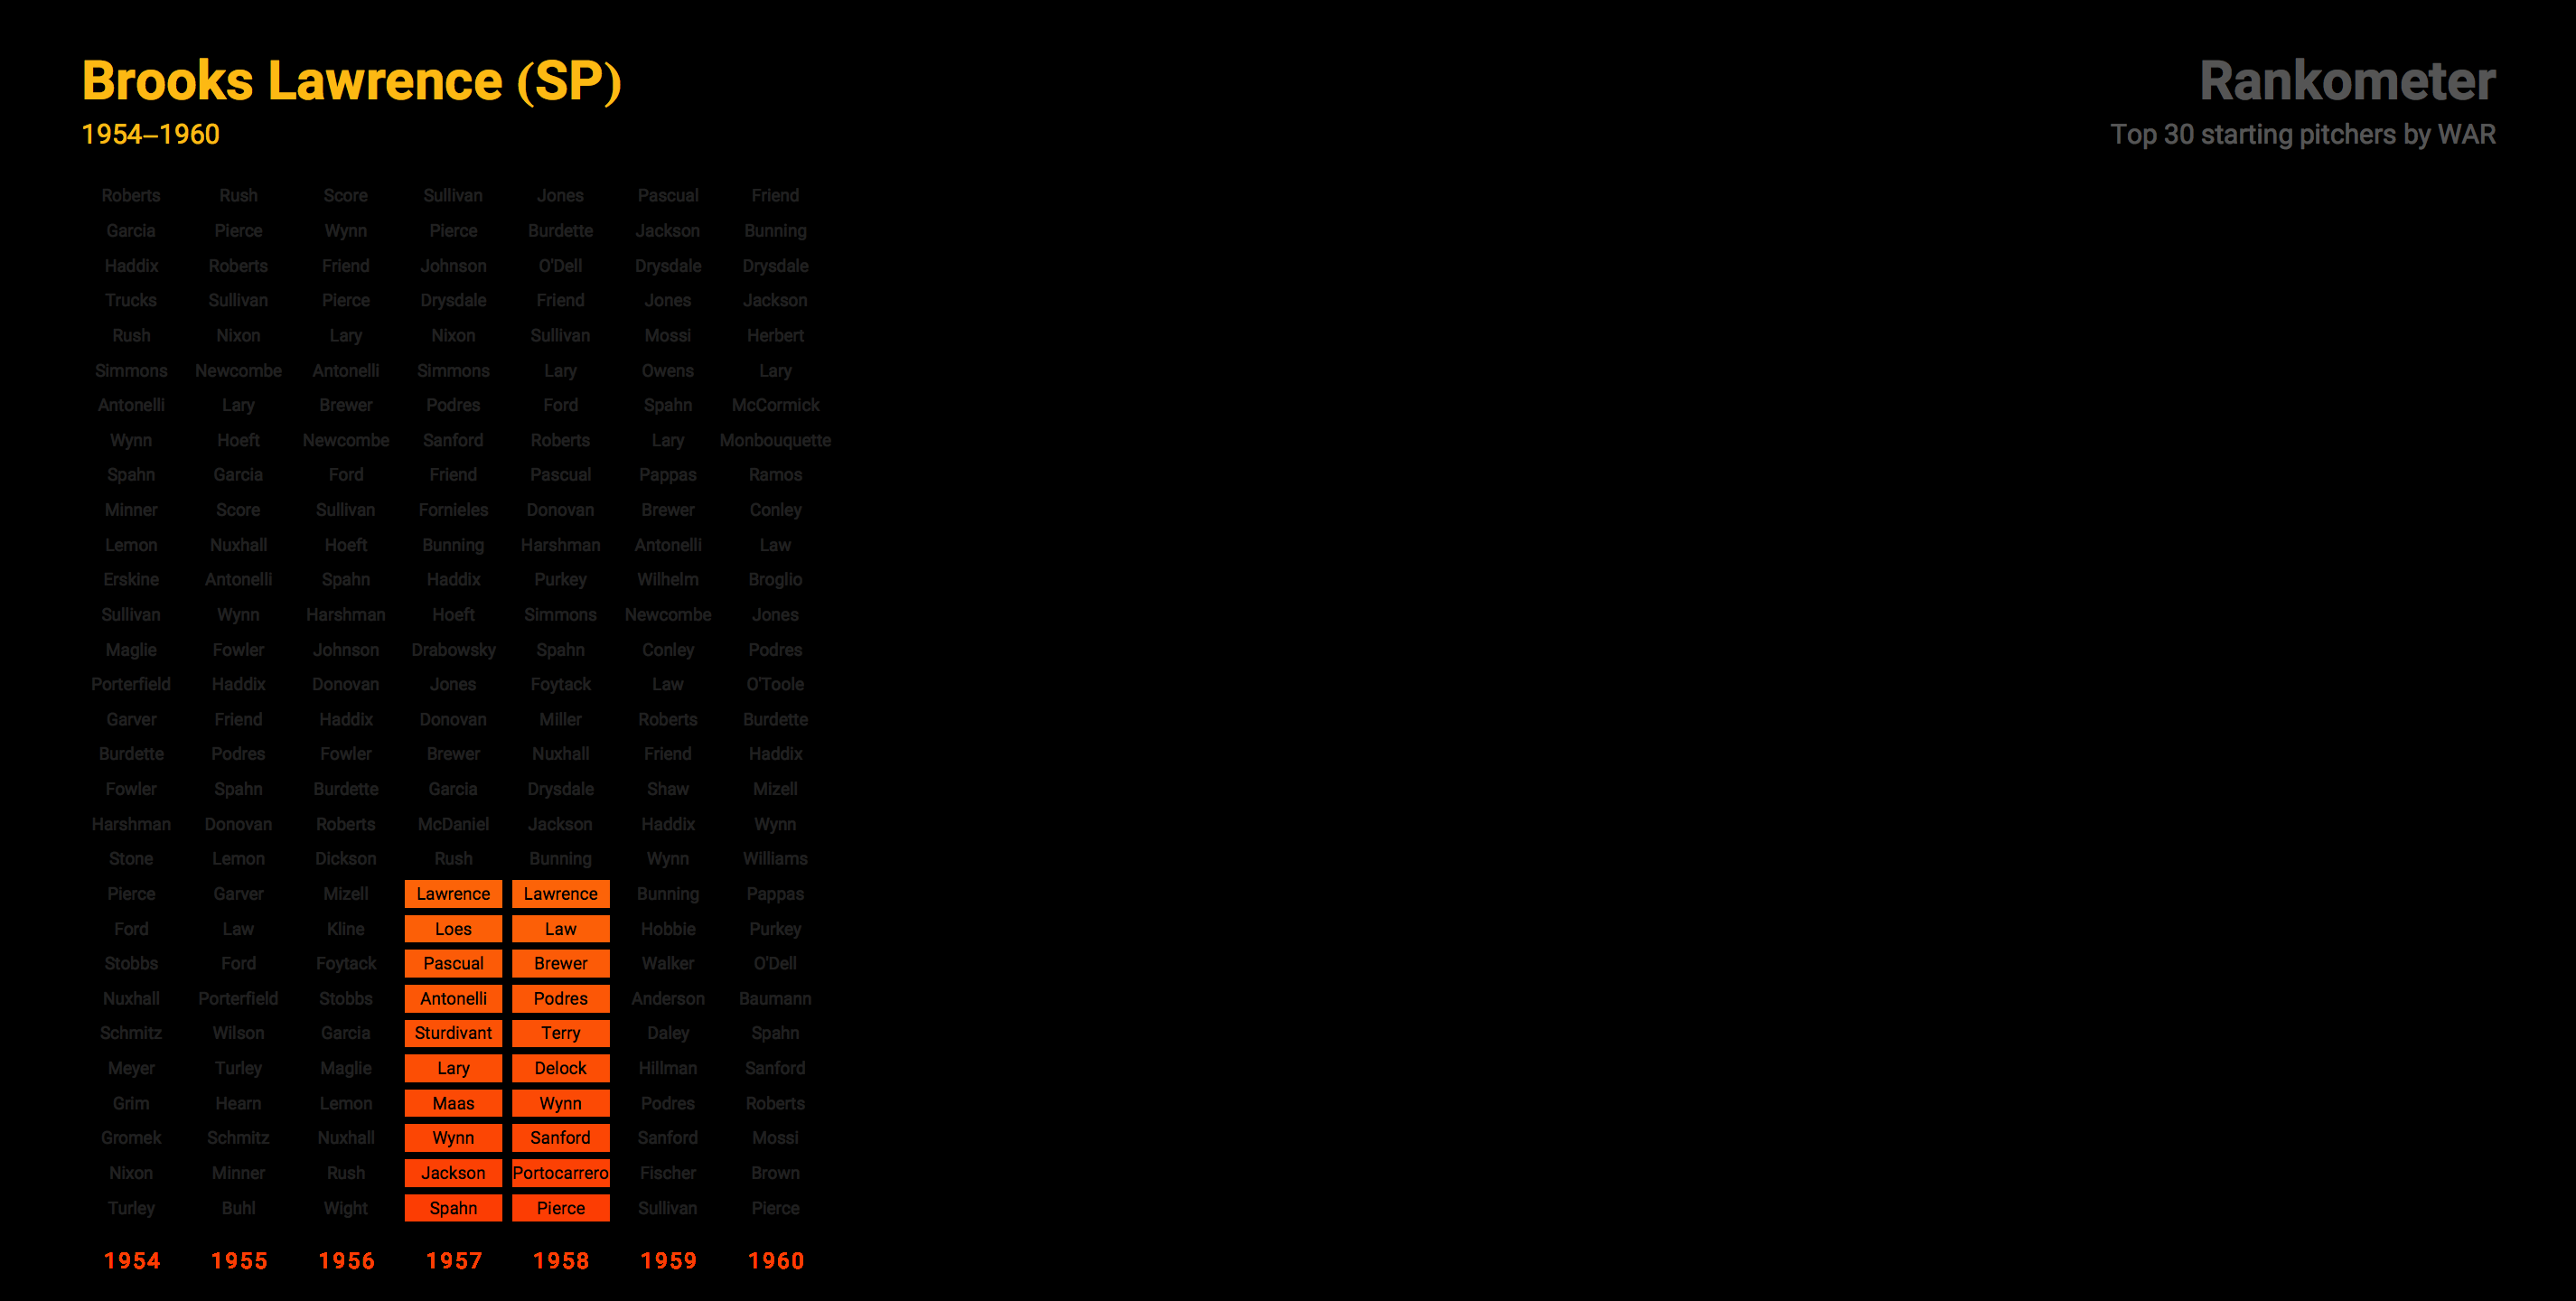 Brooks Lawrence (SP)
1954–1960
Rankometer
Top 30 starting pitchers by WAR
Roberts Rush Score Sullivan Jones Pascual Friend
Garcia Pierce Wynn Pierce Burdette Jackson Bunning
Haddix Roberts Friend Johnson O'Dell Drysdale Drysdale
Trucks Sullivan Pierce Drysdale Friend Jones Jackson
Rush Nixon Lary Nixon Sullivan Mossi Herbert
Simmons Newcombe Antonelli Simmons Lary Owens Lary
Antonelli Lary Brewer Podres Ford Spahn McCormick
Wynn Hoeft Newcombe Sanford Roberts Lary Monbouquette
Spahn Garcia Ford Friend Pascual Pappas Ramos
Minner Score Sullivan Fornieles Donovan Brewer Conley
Lemon Nuxhall Hoeft Bunning Harshman Antonelli Law
Erskine Antonelli Spahn Haddix Purkey Wilhelm Broglio
Sullivan Wynn Harshman Hoeft Simmons Newcombe Jones
Maglie Fowler Johnson Drabowsky Spahn Conley Podres
Porterfield Haddix Donovan Jones Foytack Law O'Toole
Garver Friend Haddix Donovan Miller Roberts Burdette
Burdette Podres Fowler Brewer Nuxhall Friend Haddix
Fowler Spahn Burdette Garcia Drysdale Shaw Mizell
Harshman Donovan Roberts McDaniel Jackson Haddix Wynn
Stone Lemon Dickson Rush Bunning Wynn Williams
Pierce Garver Mizell Lawrence Lawrence Bunning Pappas
Ford Law Kline Loes Law Hobbie Purkey
Stobbs Ford Foytack Pascual Brewer Walker O'Dell
Nuxhall Porterfield Stobbs Antonelli Podres Anderson Baumann
Schmitz Wilson Garcia Sturdivant Terry Daley Spahn
Meyer Turley Maglie Lary Delock Hillman Sanford
Grim Hearn Lemon Maas Wynn Podres Roberts
Gromek Schmitz Nuxhall Wynn Sanford Sanford Mossi
Nixon Minner Rush Jackson Portocarrero Fischer Brown
Turley Buhl Wight Spahn Pierce Sullivan Pierce
1954 1955 1956 1957 1958 1959 1960